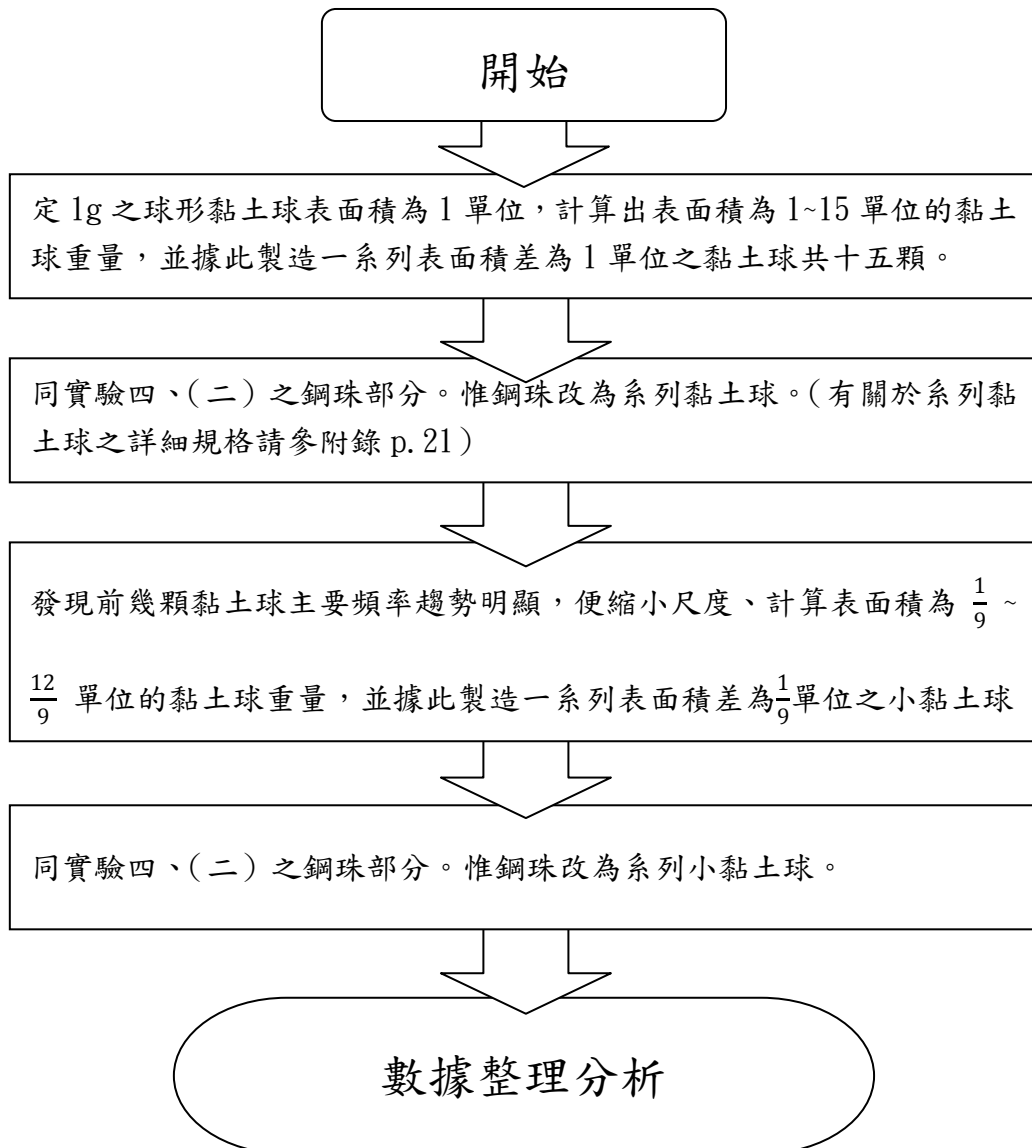 開始
定 1g 之球形黏土球表面積為 1 單位，計算出表面積為 1~15 單位的黏土
球重量，並據此製造一系列表面積差為 1 單位之黏土球共十五顆。
同實驗四、(二) 之鋼珠部分。惟鋼珠改為系列黏土球。(有關於系列黏
土球之詳細規格請參附錄 p.21)
發現前幾顆黏土球主要頻率趨勢明顯，便縮小尺度、計算表面積為 1/9 ~
12/9 單位的黏土球重量，並據此製造一系列表面積差為1/9單位之小黏土球
同實驗四、(二) 之鋼珠部分。惟鋼珠改為系列小黏土球。
數據整理分析